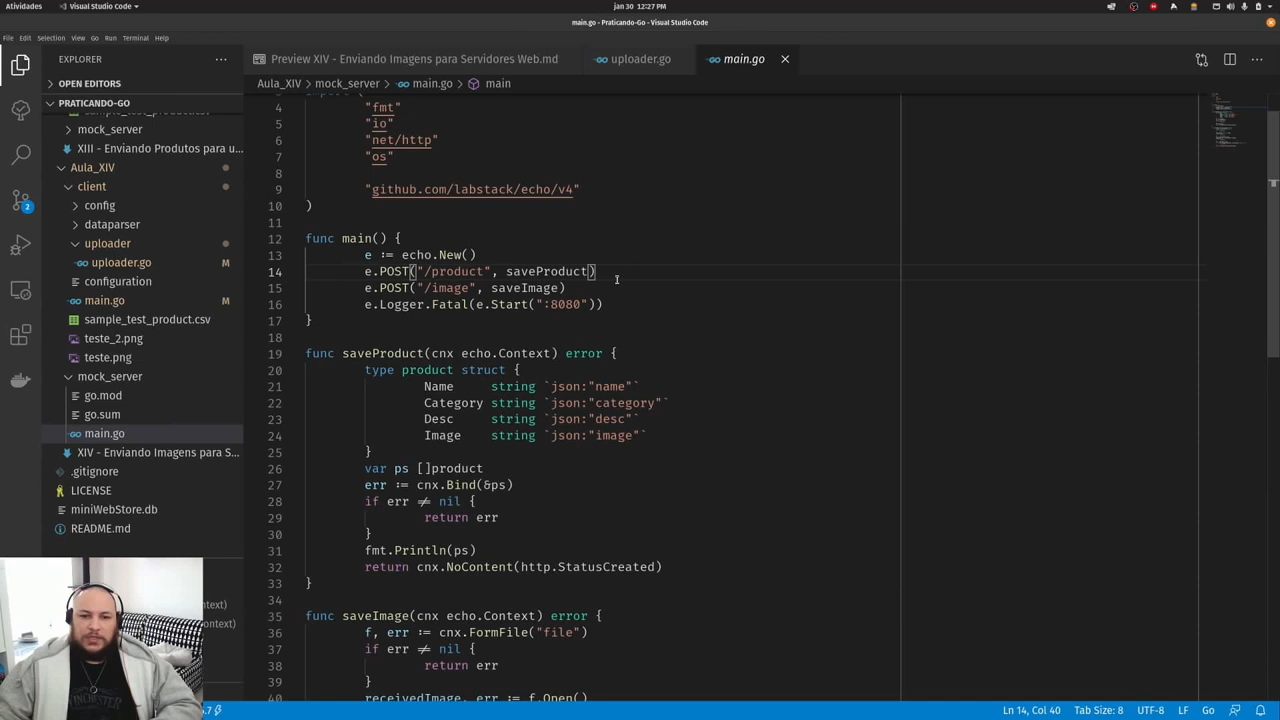 Atividades
Visual Studio Code
jan 30 12:27 PM
main.go - Praticando-Go - Visual Studio Code
File Edit Selection View Go Run Terminal Help
EXPLORER
Preview XIV - Enviando Imagens para Servidores Web.md
uploader.go
main.go
OPEN EDITORS
Aula_XIV > mock_server > main.go > main
PRATICANDO-GO
mock_server
XIII - Enviando Produtos para u...
Aula_XIV
client
config
dataparser
uploader
uploader.go M
configuration
main.go M
sample_test_product.csv
teste_2.png
teste.png
mock_server
go.mod
go.sum
main.go
XIV - Enviando Imagens para S...
.gitignore
LICENSE
miniWebStore.db
README.md
2
4 "fmt"
5 "io"
6 "net/http"
7 "os"
8
9 "github.com/labstack/echo/v4"
10 )
11
12 func main() {
13 e := echo.New()
14 e.POST("/product", saveProduct)
15 e.POST("/image", saveImage)
16 e.Logger.Fatal(e.Start(":8080"))
17 }
18
19 func saveProduct(cnx echo.Context) error {
20 type product struct {
21 Name string `json:"name"`
22 Category string `json:"category"`
23 Desc string `json:"desc"`
24 Image string `json:"image"`
25 }
26 var ps []product
27 err := cnx.Bind(&ps)
28 if err ≠ nil {
29 return err
30 }
31 fmt.Println(ps)
32 return cnx.NoContent(http.StatusCreated)
33 }
34
35 func saveImage(cnx echo.Context) error {
36 f, err := cnx.FormFile("file")
37 if err ≠ nil {
38 return err
39 }
40 receivedImage, err := f.Open()
ontext)
context)
WINCHESTER
4.7
Ln 14, Col 40
Tab Size: 8
UTF-8
LF
Go